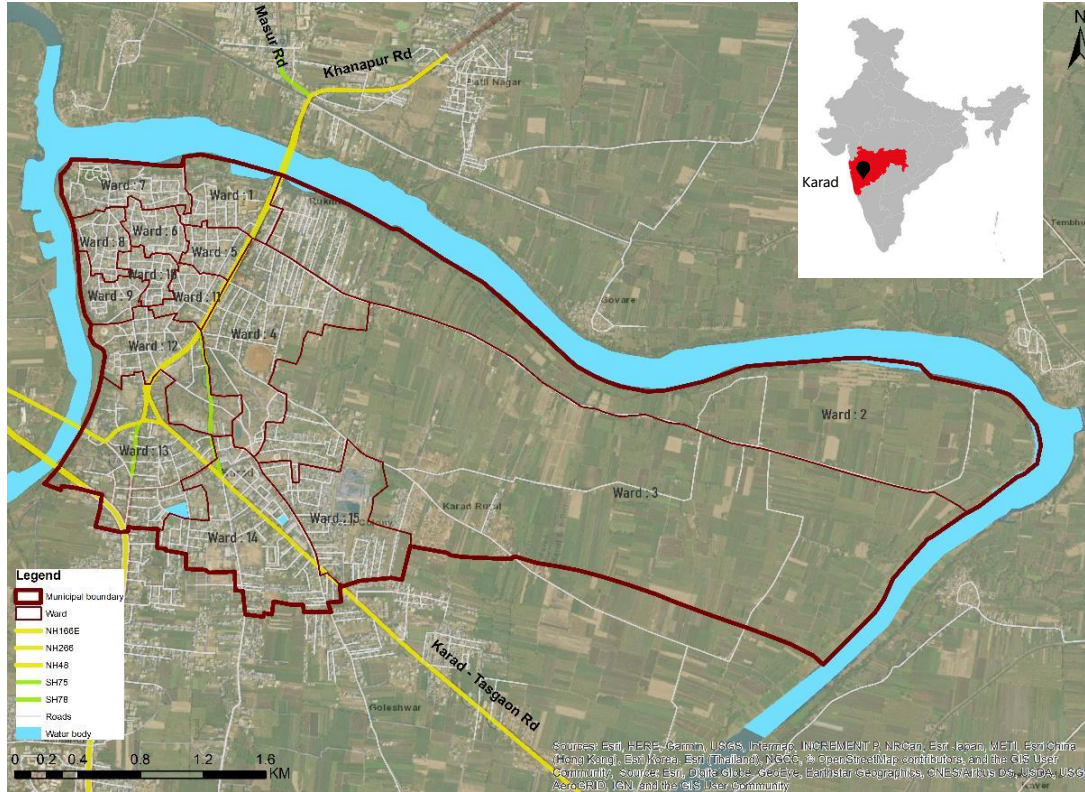 N
Masur Rd
Khanapur Rd
Patil Nagar
Karad
Tembhu
Ward : 7
Ward : 1
Ward : 6
Ward : 8
Ward : 5
Ward : 10
Ward : 9
Ward : 11
Govare
Ward : 4
Ward : 12
Ward : 2
Ward : 13
Karad
Ward : 3
Karad Rural
Ward : 15
Colony
Ward : 14
Legend
Municipal boundary
Ward
NH166E
NH266
NH48
SH75
SH78
Roads
Water body
Karad - Tasgaon Rd
Goleshwar
0 0.2 0.4 0.8 1.2 1.6
KM
Sources: Esri, HERE, Garmin, USGS, Intermap, INCREMENT P, NRCan, Esri Japan, METI, Esri China
(Hong Kong), Esri Korea, Esri (Thailand), NGCC, © OpenStreetMap contributors, and the GIS User
Community, Source: Esri, DigitalGlobe, GeoEye, Earthstar Geographics, CNES/Airbus DS, USDA, USG
AeroGRID, IGN, and the GIS User Community